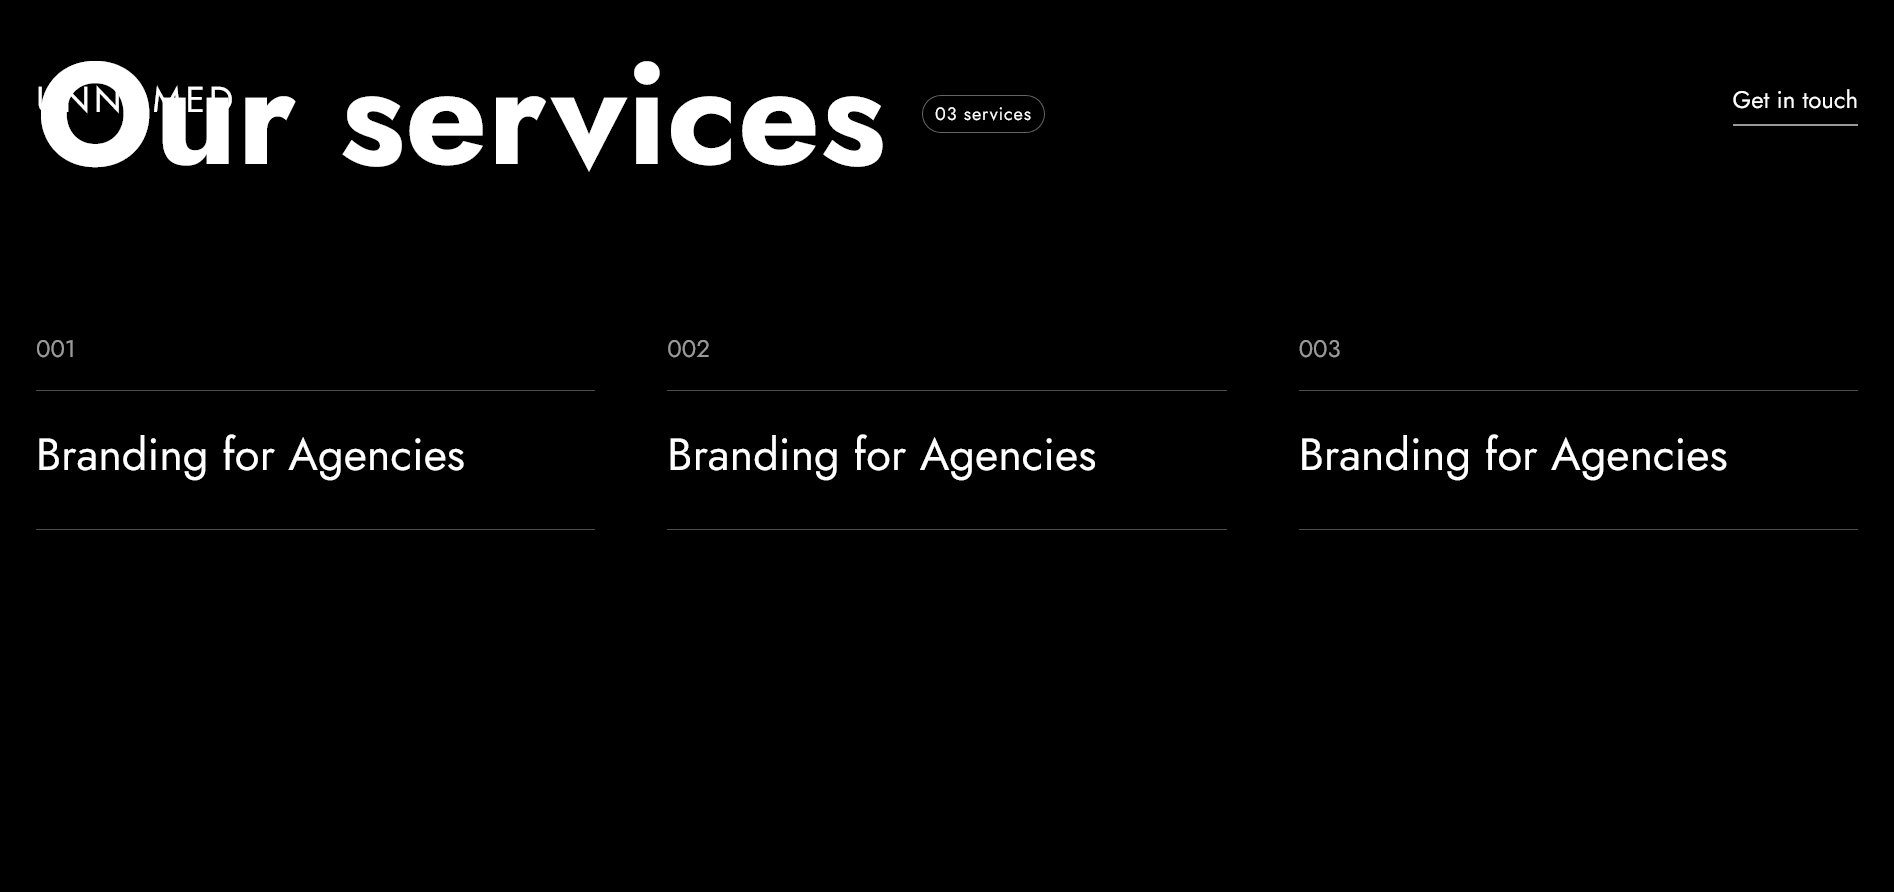 UNNAMED
Our services
03 services
Get in touch
001
Branding for Agencies
002
Branding for Agencies
003
Branding for Agencies